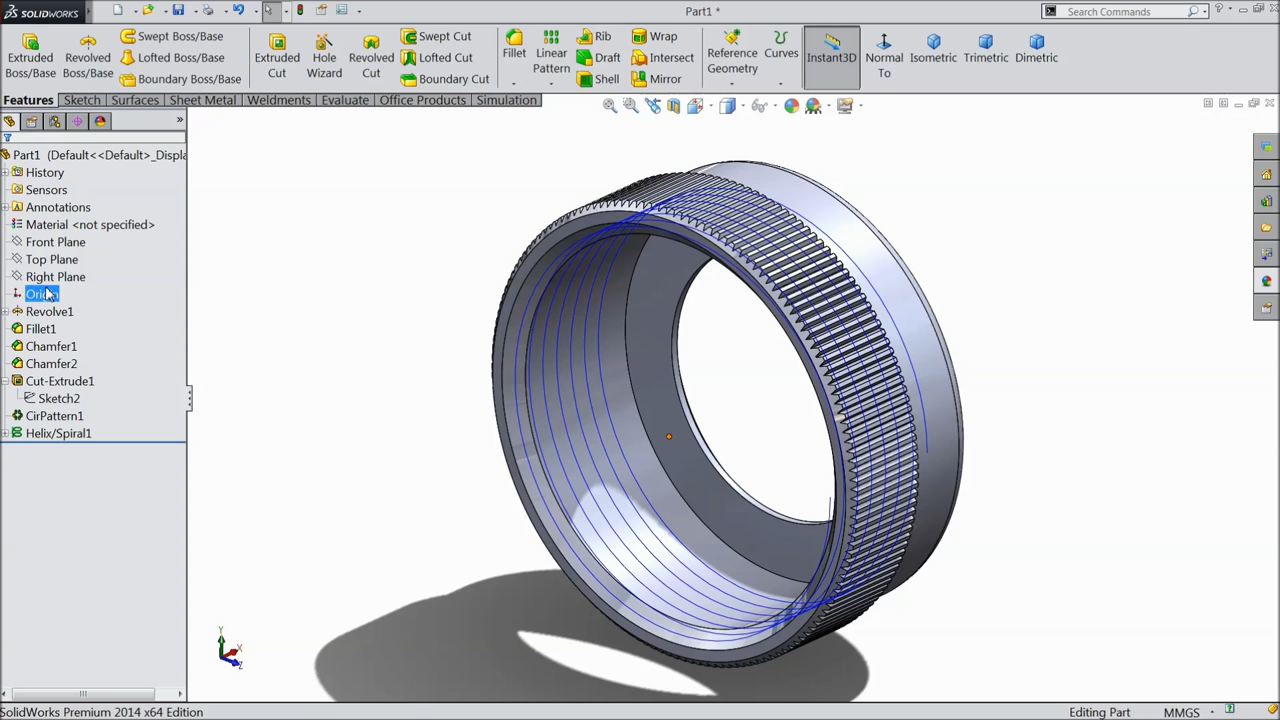 SOLIDWORKS
Part1 *
Search Commands
Extruded Boss/Base
Revolved Boss/Base
Swept Boss/Base
Lofted Boss/Base
Boundary Boss/Base
Extruded Cut
Hole Wizard
Revolved Cut
Swept Cut
Lofted Cut
Boundary Cut
Fillet
Linear Pattern
Rib
Draft
Shell
Wrap
Intersect
Mirror
Reference Geometry
Curves
Instant3D
Normal To
Isometric
Trimetric
Dimetric
Features Sketch Surfaces Sheet Metal Weldments Evaluate Office Products Simulation
Part1 (Default<<Default>_Displa
History
Sensors
Annotations
Material <not specified>
Front Plane
Top Plane
Right Plane
Revolve1
Fillet1
Chamfer1
Chamfer2
Cut-Extrude1
Sketch2
CirPattern1
Helix/Spiral1
Y
X
Z
SolidWorks Premium 2014 x64 Edition
Editing Part
MMGS